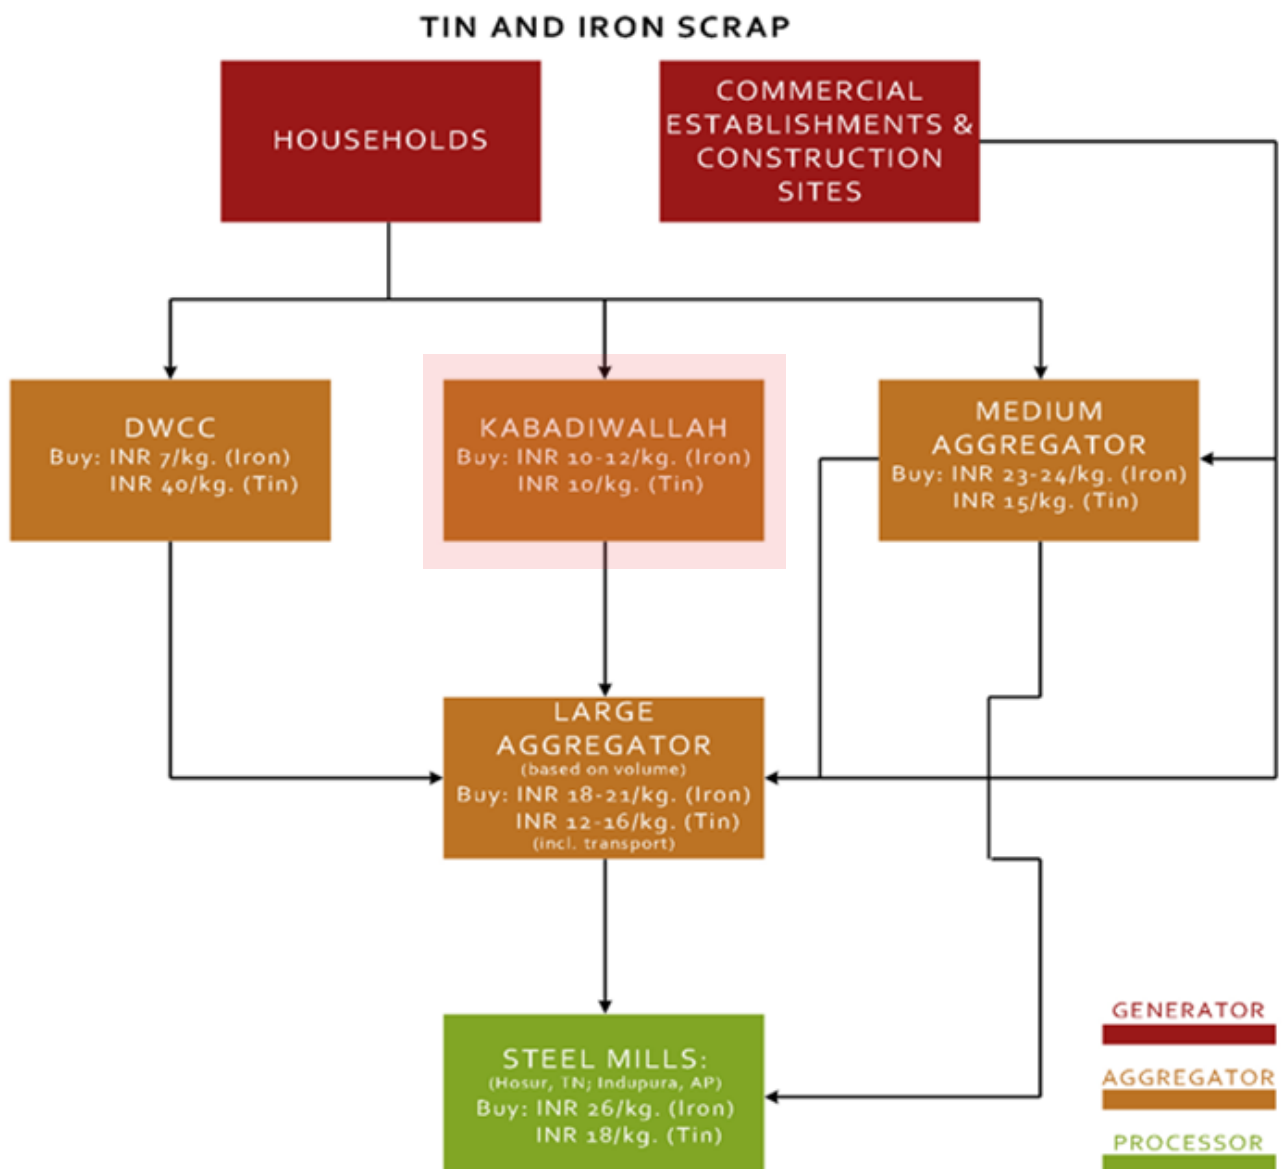 TIN AND IRON SCRAP
HOUSEHOLDS
COMMERCIAL
ESTABLISHMENTS &
CONSTRUCTION
SITES
DWCC
Buy: INR 7/kg. (Iron)
INR 40/kg. (Tin)
KABADIWALLAH
Buy: INR 10-12/kg. (Iron)
INR 10/kg. (Tin)
MEDIUM
AGGREGATOR
Buy: INR 23-24/kg. (Iron)
INR 15/kg. (Tin)
LARGE
AGGREGATOR
(based on volume)
Buy: INR 18-21/kg. (Iron)
INR 12-16/kg. (Tin)
(incl. transport)
STEEL MILLS:
(Hosur, TN; Indupura, AP)
Buy: INR 26/kg. (Iron)
INR 18/kg. (Tin)
GENERATOR
AGGREGATOR
PROCESSOR